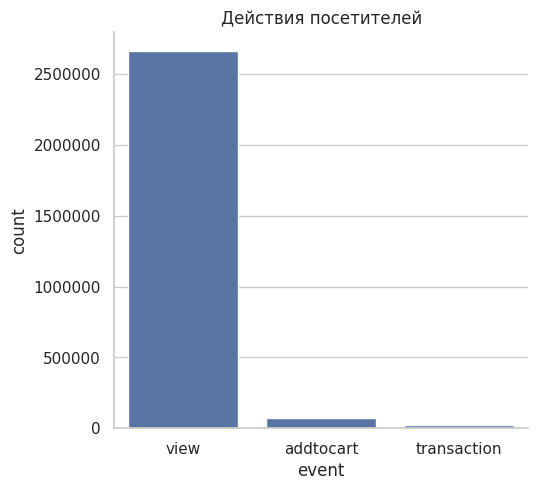 Действия посетителей
count
2500000
2000000
1500000
1000000
500000
0
view addtocart transaction
event